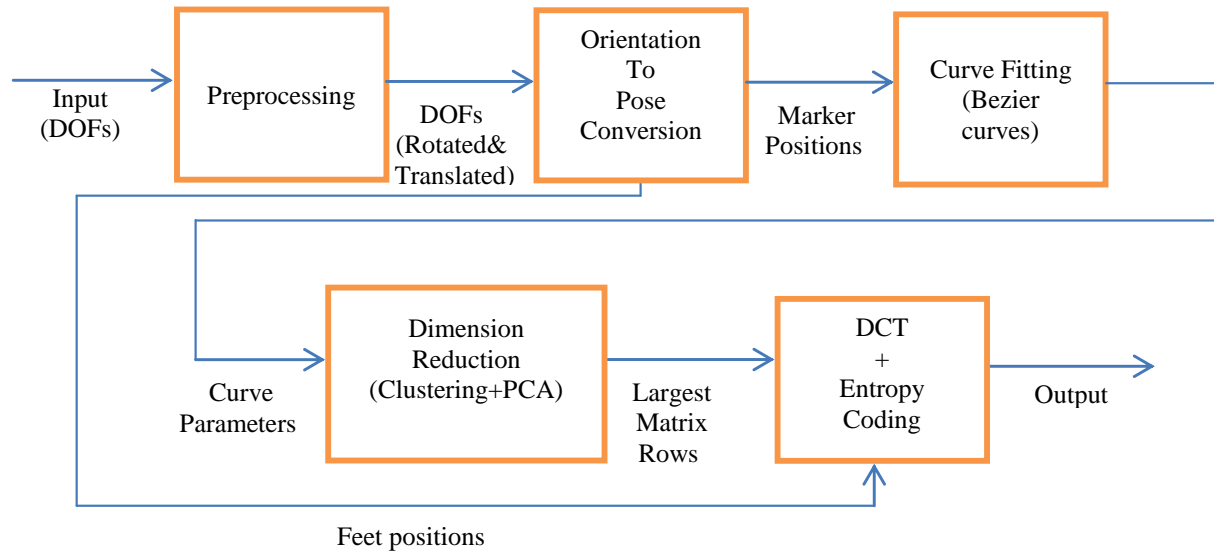 Input
(DOFs)
Preprocessing
DOFs
(Rotated&
Translated)
Orientation
To
Pose
Conversion
Marker
Positions
Curve Fitting
(Bezier
curves)
Curve
Parameters
Dimension
Reduction
(Clustering+PCA)
Largest
Matrix
Rows
DCT
+
Entropy
Coding
Output
Feet positions